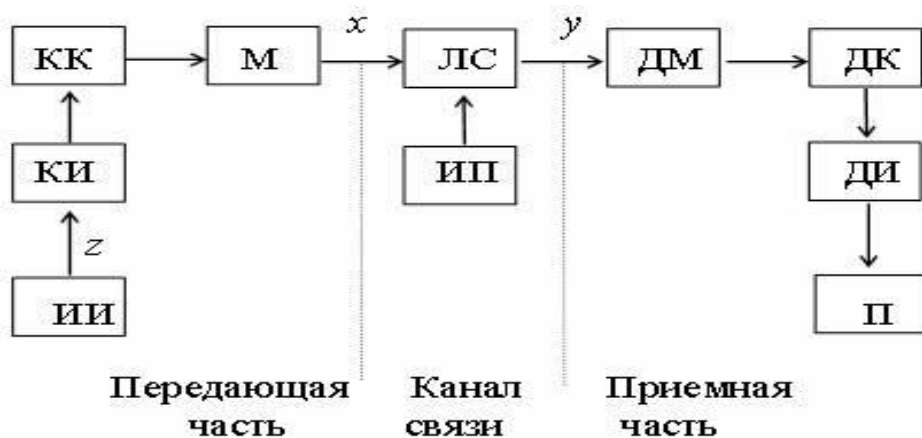 x
y
КК
М
ЛС
ДМ
ДК
КИ
ИП
ДИ
z
ИИ
П
Передающая
часть
Канал
связи
Приемная
часть